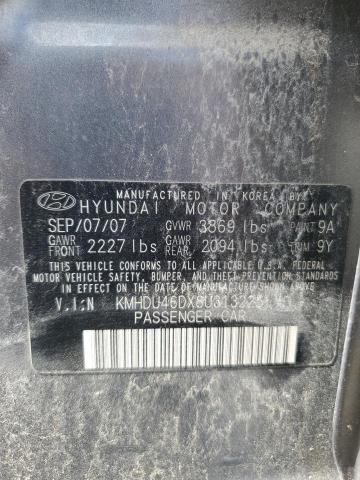 MANUFACTURED IN KOREA BY
HYUNDAI MOTOR COMPANY
SEP/07/07 GVWR 3869 lbs PAINT 9A
GAWR FRONT 2227 lbs GAWR REAR 2094 lbs TRIM 9Y
THIS VEHICLE CONFORMS TO ALL APPLICABLE U.S.A. FEDERAL
MOTOR VEHICLE SAFETY, BUMPER, AND THEFT PREVENTION
STANDARDS IN EFFECT ON THE DATE OF MANUFACTURE SHOWN ABOVE.
V.I.N
PASSENGER CAR